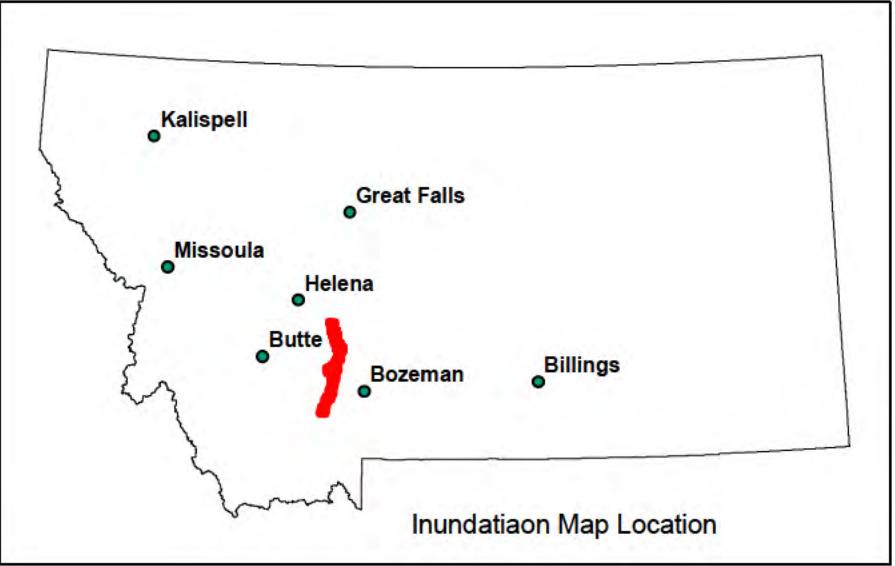 Kalispell
Great Falls
Missoula
Helena
Butte
Bozeman
Billings
Inundatiaon Map Location